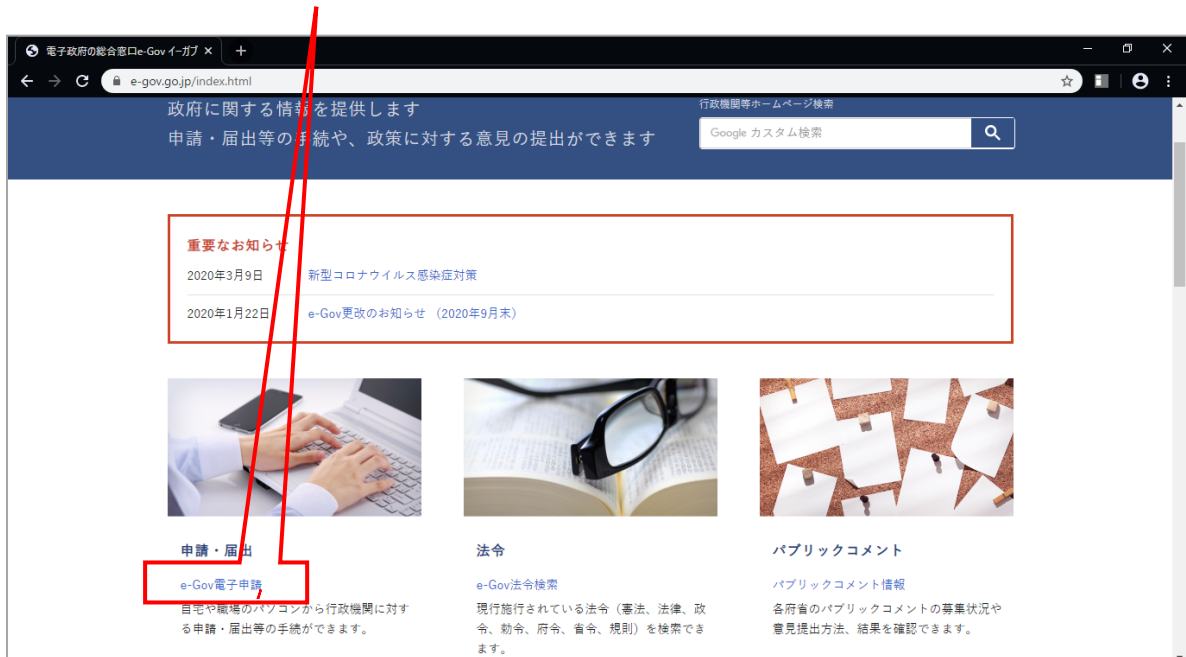 電子政府の総合窓口e-Gov イーガブ
e-gov.go.jp/index.html
政府に関する情報を提供します
申請・届出等の手続や、政策に対する意見の提出ができます
行政機関等ホームページ検索
Google カスタム検索
重要なお知らせ
2020年3月9日 新型コロナウイルス感染症対策
2020年1月22日 e-Gov更改のお知らせ （2020年9月末）
申請・届出
e-Gov電子申請
自宅や職場のパソコンから行政機関に対す
る申請・届出等の手続ができます。
法令
e-Gov法令検索
現行施行されている法令（憲法、法律、政
令、勅令、府令、省令、規則）を検索でき
ます。
パブリックコメント
パブリックコメント情報
各府省のパブリックコメントの募集状況や
意見提出方法、結果を確認できます。